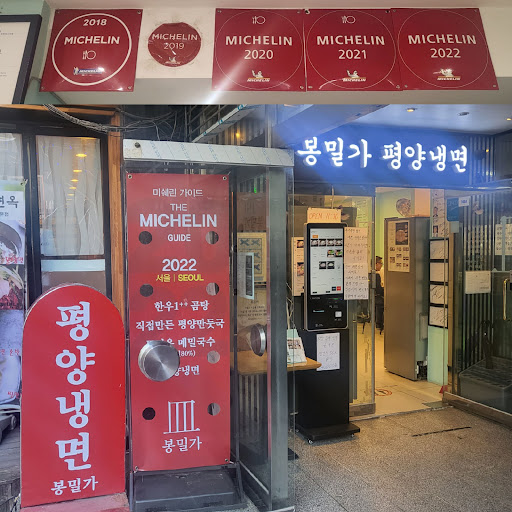 2018
MICHELIN
MICHELIN
2019
MICHELIN
2020
MICHELIN
2021
MICHELIN
2022
봉밀가 평양냉면
미쉐린 가이드
THE
MICHELIN
GUIDE
2022
서울 | SEOUL
한우1++ 곰탕
직접만든 평양만둣국
메밀국수
80%)
냉면
봉밀가
평양냉면
봉밀가